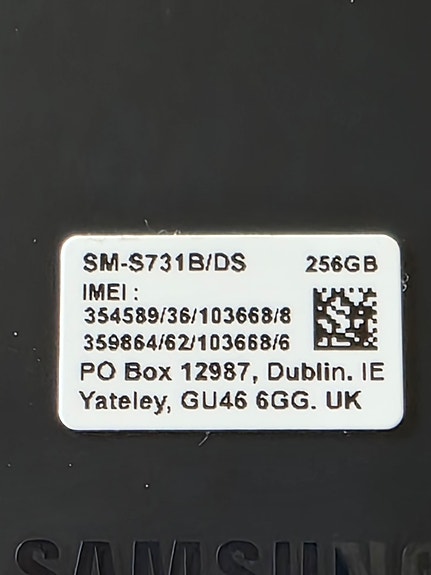 SM-S731B/DS 256GB
IMEI :
354589/36/103668/8
359864/62/103668/6
PO Box 12987, Dublin. IE
Yateley, GU46 6GG. UK
SAMSUNG